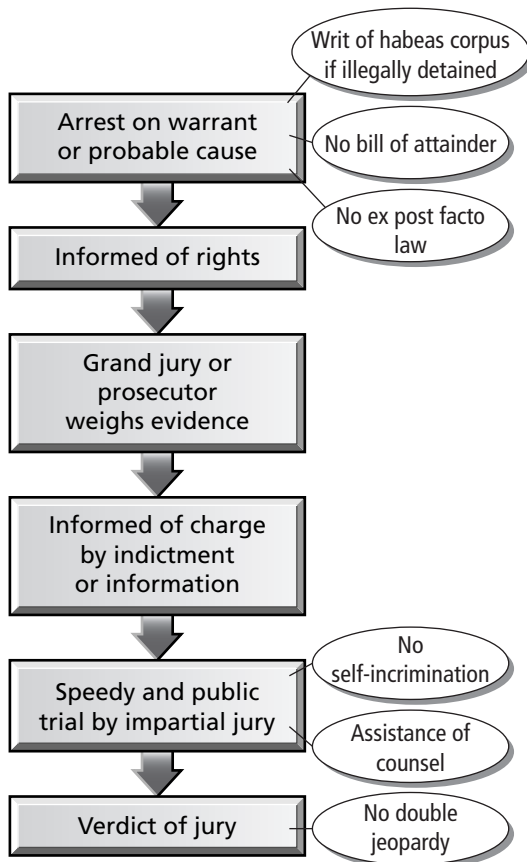 Writ of habeas corpus
if illegally detained
Arrest on warrant
or probable cause
No bill of attainder
No ex post facto
law
Informed of rights
Grand jury or
prosecutor
weighs evidence
Informed of charge
by indictment
or information
No
self-incrimination
Speedy and public
trial by impartial jury
Assistance of
counsel
Verdict of jury
No double
jeopardy